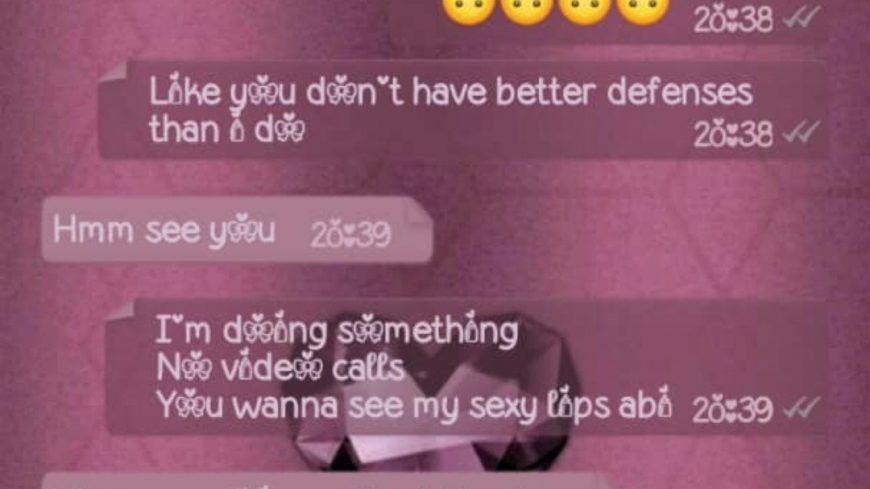 20:38
Like you don't have better defenses
than i do
20:38
Hmm see you 20:39
I'm doing something
No video calls
You wanna see my sexy lips abi 20:39